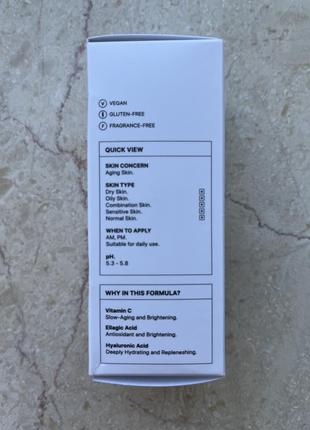 VEGAN
GLUTEN-FREE
FRAGRANCE-FREE
QUICK VIEW
SKIN CONCERN
Aging Skin.
SKIN TYPE
Dry Skin.
Oily Skin.
Combination Skin.
Sensitive Skin.
Normal Skin.
WHEN TO APPLY
AM, PM.
Suitable for daily use.
pH.
5.3 - 5.8
WHY IN THIS FORMULA?
Vitamin C
Slow-Aging and Brightening.
Ellagic Acid
Antioxidant and Brightening.
Hyaluronic Acid
Deeply Hydrating and Repleneshing.